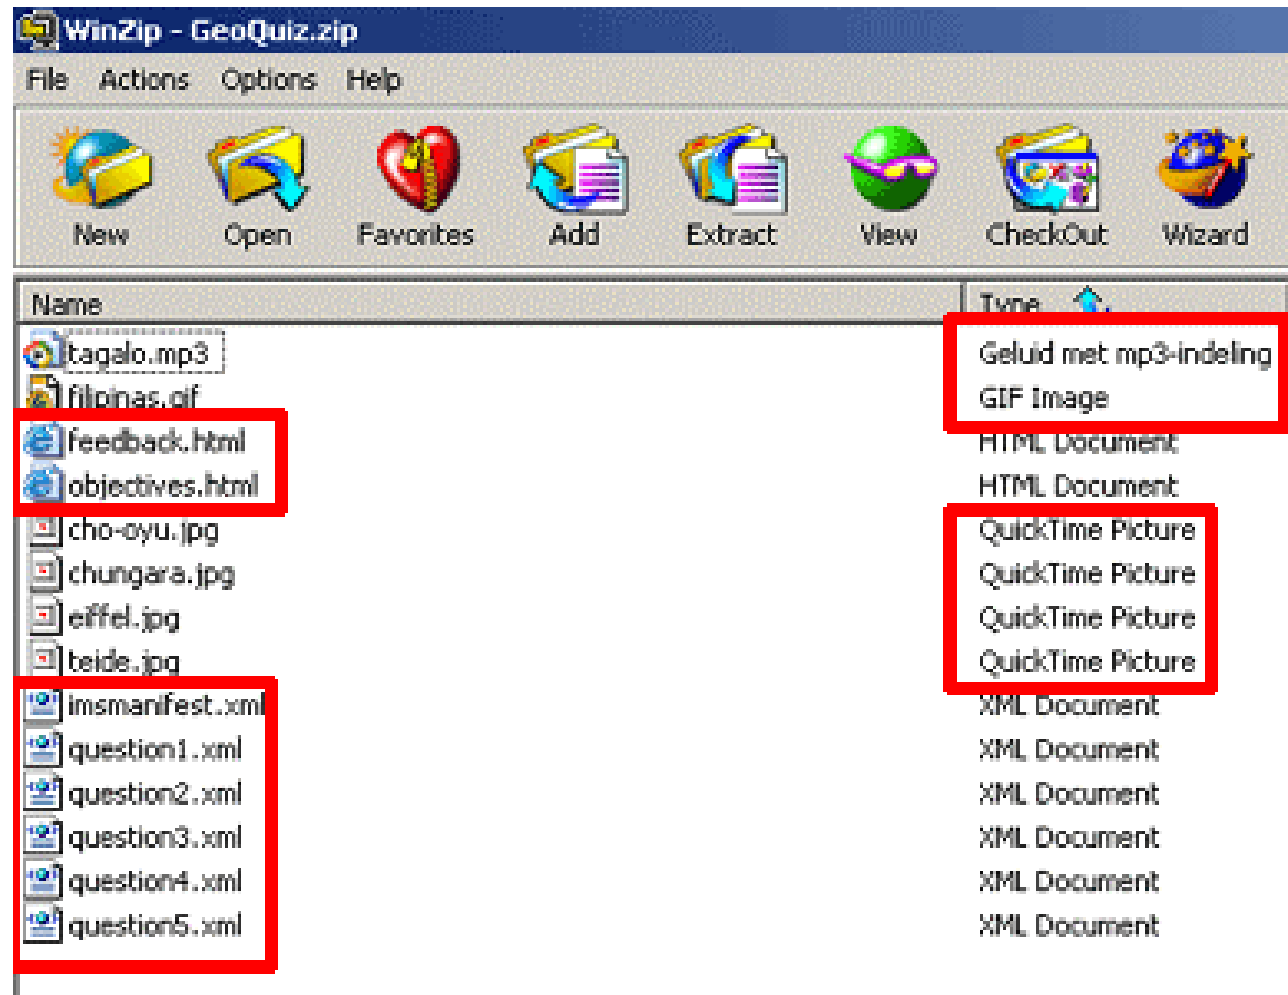 WinZip - GeoQuiz.zip
File Actions Options Help
New Open Favorites Add Extract View CheckOut Wizard
Name Type
tagalo.mp3 Geluid met mp3-indeling
filipinas.gif GIF Image
feedback.html HTML Document
objectives.html HTML Document
cho-oyu.jpg QuickTime Picture
chungara.jpg QuickTime Picture
eiffel.jpg QuickTime Picture
teide.jpg QuickTime Picture
imsmanifest.xml XML Document
question1.xml XML Document
question2.xml XML Document
question3.xml XML Document
question4.xml XML Document
question5.xml XML Document